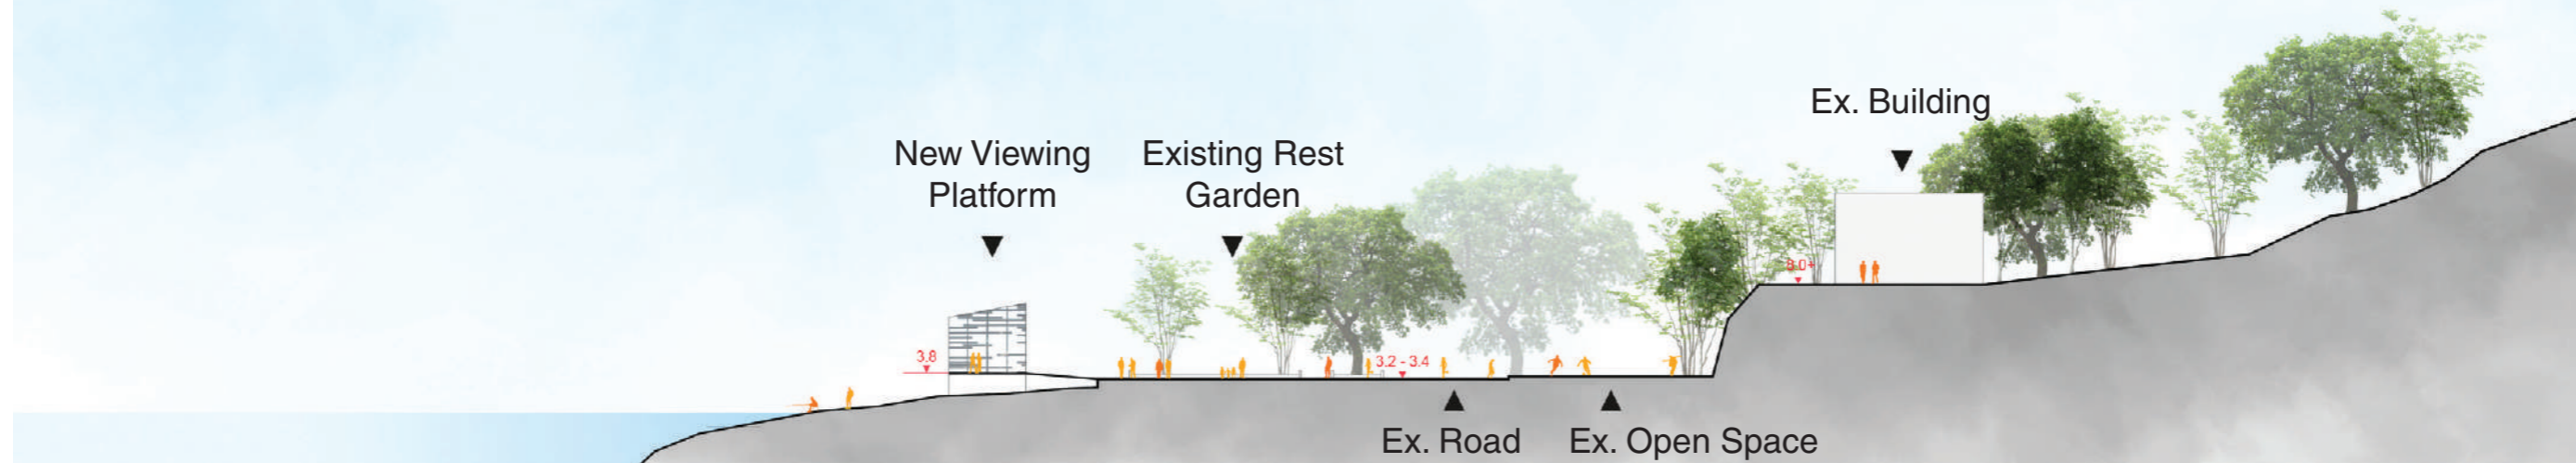 Ex. Building
New Viewing
Platform
Existing Rest
Garden
8.0+
3.8
3.2 - 3.4
Ex. Road
Ex. Open Space